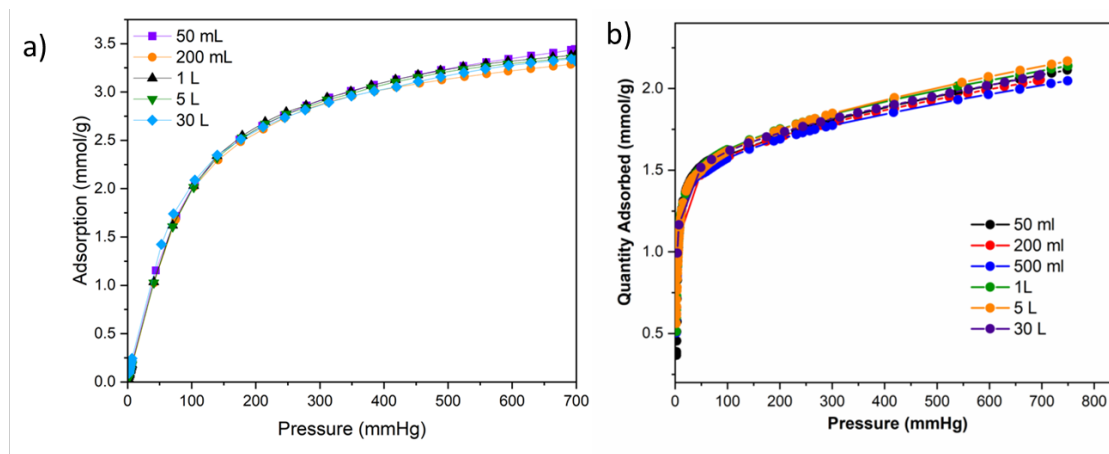 a)
Adsorption (mmol/g)
3.5
3.0
2.5
2.0
1.5
1.0
0.5
0.0
50 mL
200 mL
1 L
5 L
30 L
0 100 200 300 400 500 600 700
Pressure (mmHg)
b)
Quantity Adsorbed (mmol/g)
2.0
1.5
1.0
0.5
50 ml
200 ml
500 ml
1L
5 L
30 L
0 100 200 300 400 500 600 700 800
Pressure (mmHg)